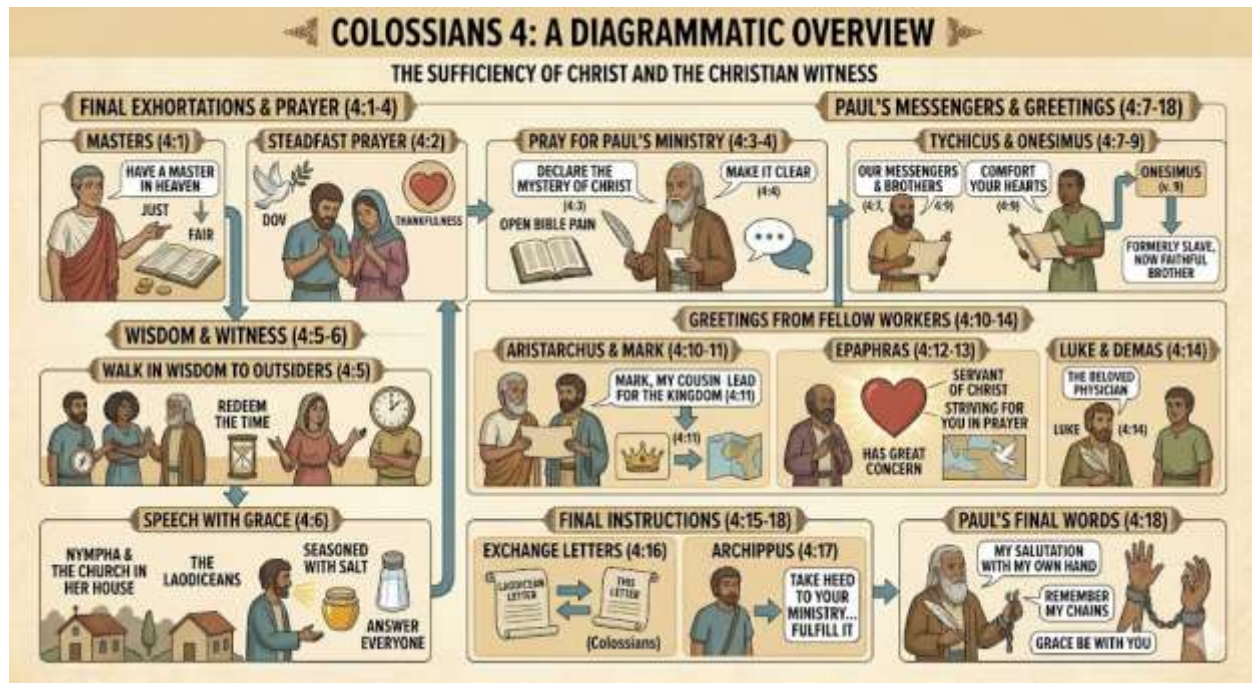 COLOSSIANS 4: A DIAGRAMMATIC OVERVIEW
THE SUFFICIENCY OF CHRIST AND THE CHRISTIAN WITNESS
FINAL EXHORTATIONS & PRAYER (4:1-4)
MASTERS (4:1)
HAVE A MASTER
IN HEAVEN
JUST
FAIR
STEADFAST PRAYER (4:2)
DOV
THANKFULNESS
PRAY FOR PAUL'S MINISTRY (4:3-4)
DECLARE THE
MYSTERY OF CHRIST
(4:3)
OPEN BIBLE PAIN
MAKE IT CLEAR
(4:4)
PAUL'S MESSENGERS & GREETINGS (4:7-18)
TYCHICUS & ONESIMUS (4:7-9)
OUR MESSENGERS
& BROTHERS
(4:7, 4:9)
COMFORT
YOUR HEARTS
(4:9)
ONESIMUS
(v. 9)
FORMERLY SLAVE,
NOW FAITHFUL
BROTHER
WISDOM & WITNESS (4:5-6)
WALK IN WISDOM TO OUTSIDERS (4:5)
REDEEM
THE TIME
SPEECH WITH GRACE (4:6)
NYMPHA &
THE CHURCH IN
HER HOUSE
THE
LAODICEANS
SEASONED
WITH SALT
ANSWER
EVERYONE
GREETINGS FROM FELLOW WORKERS (4:10-14)
ARISTARCHUS & MARK (4:10-11)
MARK, MY COUSIN LEAD
FOR THE KINGDOM (4:11)
(4:11)
EPAPHRAS (4:12-13)
SERVANT
OF CHRIST
STRIVING FOR
YOU IN PRAYER
HAS GREAT
CONCERN
LUKE & DEMAS (4:14)
THE BELOVED
PHYSICIAN
LUKE (4:14)
FINAL INSTRUCTIONS (4:15-18)
EXCHANGE LETTERS (4:16)
LAODICEAN
LETTER
THIS
LETTER
(Colossians)
ARCHIPPUS (4:17)
TAKE HEED
TO YOUR
MINISTRY...
FULFILL IT
PAUL'S FINAL WORDS (4:18)
MY SALUTATION
WITH MY OWN HAND
REMEMBER
MY CHAINS
GRACE BE WITH YOU